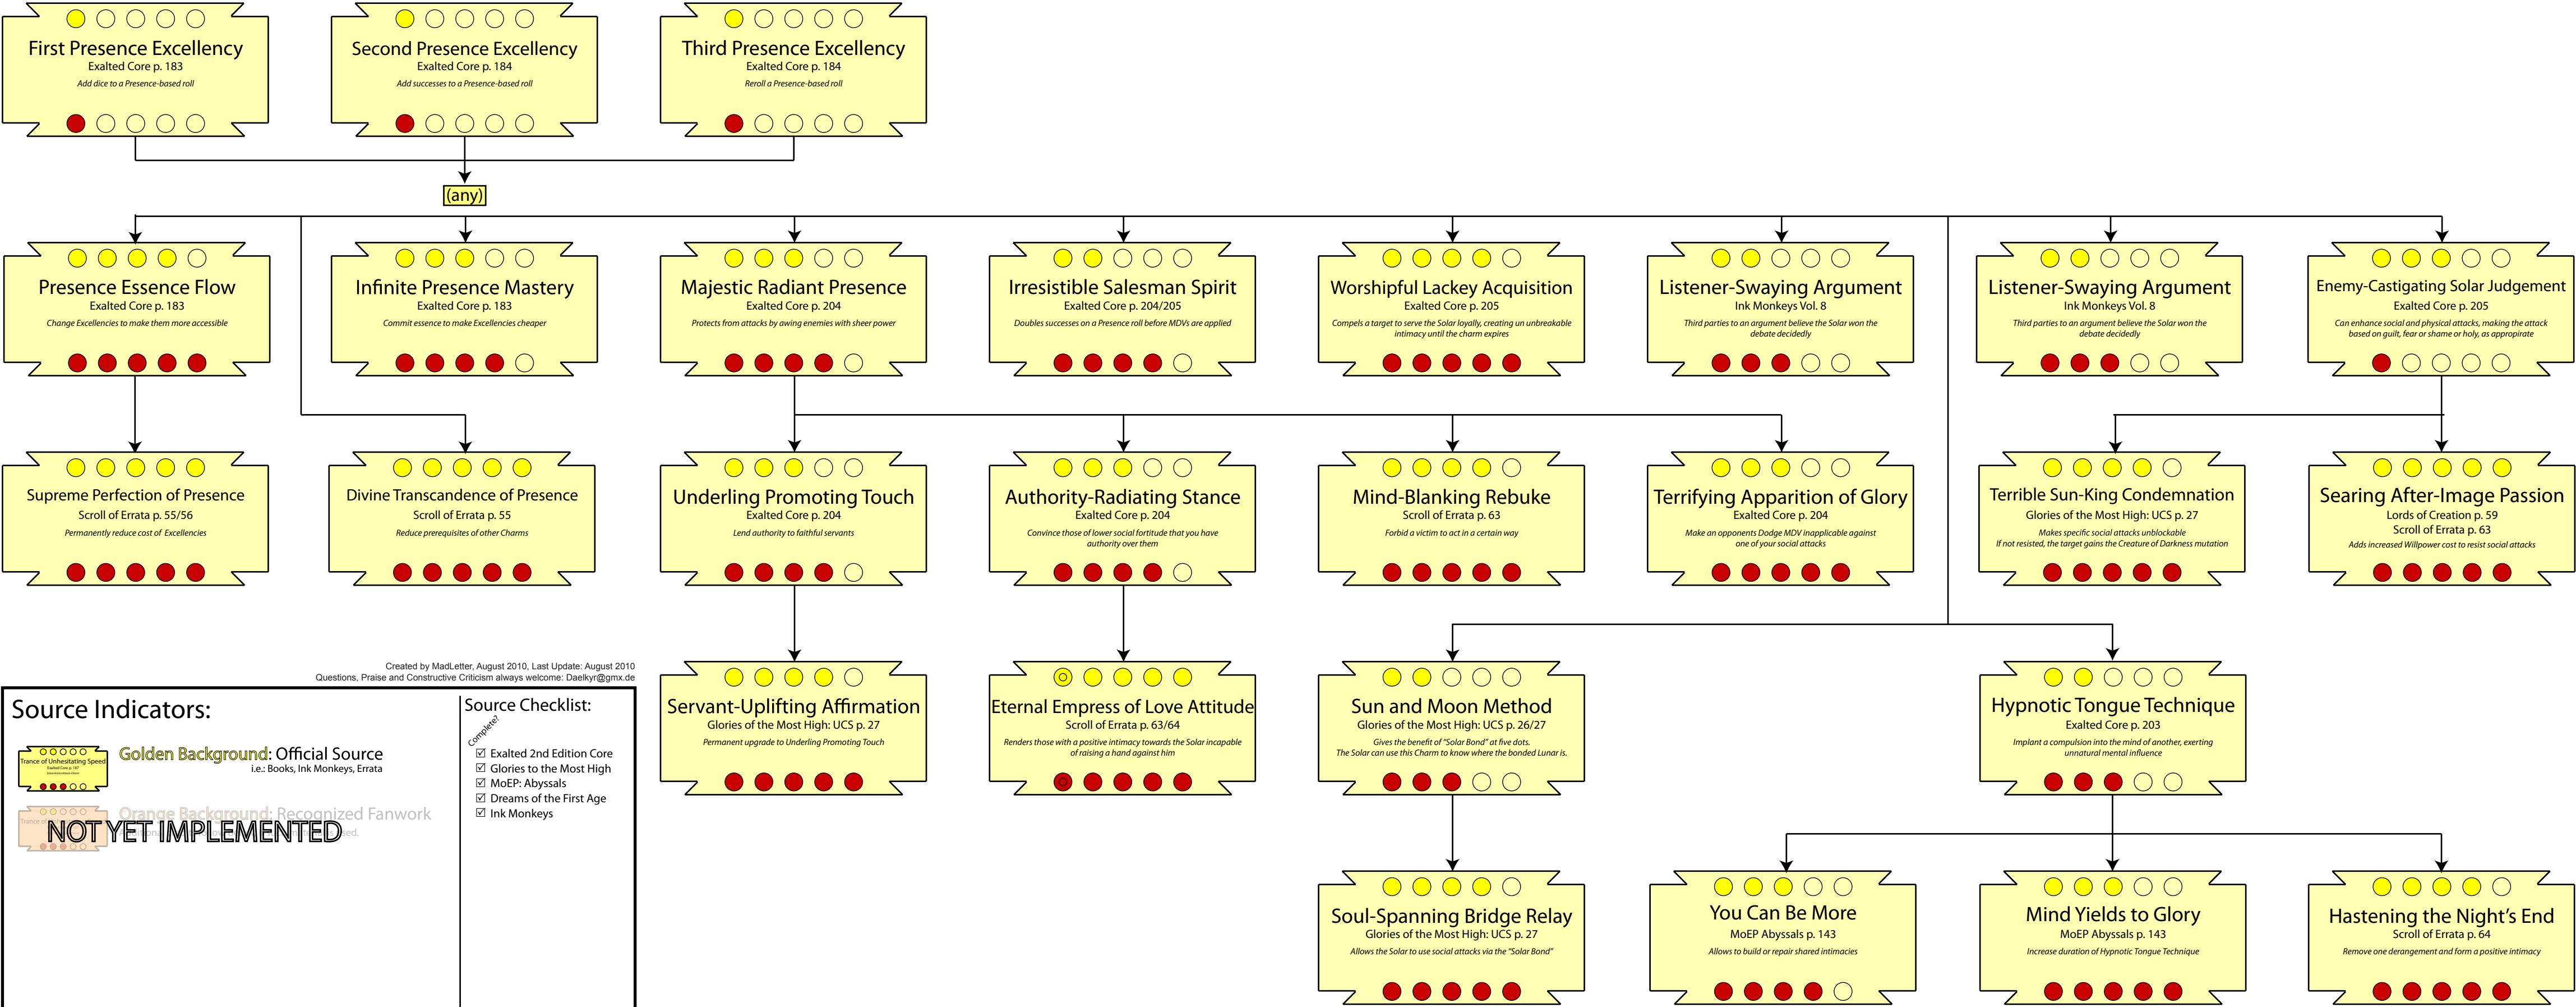 First Presence Excellency
Exalted Core p. 183
Add dice to a Presence-based roll
Second Presence Excellency
Exalted Core p. 184
Add successes to a Presence-based roll
Third Presence Excellency
Exalted Core p. 184
Reroll a Presence-based roll
(any)
Presence Essence Flow
Exalted Core p. 183
Change Excellencies to make them more accessible
Infinite Presence Mastery
Exalted Core p. 183
Commit essence to make Excellencies cheaper
Majestic Radiant Presence
Exalted Core p. 204
Protects from attacks by awing enemies with sheer power
Irresistible Salesman Spirit
Exalted Core p. 204/205
Doubles successes on a Presence roll before MDVs are applied
Worshipful Lackey Acquisition
Exalted Core p. 205
Compels a target to serve the Solar loyally, creating un unbreakable
intimacy until the charm expires
Listener-Swaying Argument
Ink Monkeys Vol. 8
Third parties to an argument believe the Solar won the
debate decidedly
Listener-Swaying Argument
Ink Monkeys Vol. 8
Third parties to an argument believe the Solar won the
debate decidedly
Enemy-Castigating Solar Judgement
Exalted Core p. 205
Can enhance social and physical attacks, making the attack
based on guilt, fear or shame or holy, as appropirate
Supreme Perfection of Presence
Scroll of Errata p. 55/56
Permanently reduce cost of Excellencies
Divine Transcandence of Presence
Scroll of Errata p. 55
Reduce prerequisites of other Charms
Underling Promoting Touch
Exalted Core p. 204
Lend authority to faithful servants
Authority-Radiating Stance
Exalted Core p. 204
Convince those of lower social fortitude that you have
authority over them
Mind-Blanking Rebuke
Scroll of Errata p. 63
Forbid a victim to act in a certain way
Terrifying Apparition of Glory
Exalted Core p. 204
Make an opponents Dodge MDV inapplicable against
one of your social attacks
Terrible Sun-King Condemnation
Glories of the Most High: UCS p. 27
Makes specific social attacks unblockable
If not resisted, the target gains the Creature of Darkness mutation
Searing After-Image Passion
Lords of Creation p. 59
Scroll of Errata p. 63
Adds increased Willpower cost to resist social attacks
Created by MadLetter, August 2010, Last Update: August 2010
Questions, Praise and Constructive Criticism always welcome: Daelkyr@gmx.de
Servant-Uplifting Affirmation
Glories of the Most High: UCS p. 27
Permanent upgrade to Underling Promoting Touch
Eternal Empress of Love Attitude
Scroll of Errata p. 63/64
Renders those with a positive intimacy towards the Solar incapable
of raising a hand against him
Sun and Moon Method
Glories of the Most High: UCS p. 26/27
Gives the benefit of "Solar Bond" at five dots.
The Solar can use this Charm to know where the bonded Lunar is.
Hypnotic Tongue Technique
Exalted Core p. 203
Implant a compulsion into the mind of another, exerting
unnatural mental influence
Source Indicators:
Trance of Unhesitating Speed
Exalted Core p. 187
Golden Background: Official Source
i.e.: Books, Ink Monkeys, Errata
Orange Background: Recognized Fanwork
NOT YET IMPLEMENTED
Source Checklist:
Complete?
Exalted 2nd Edition Core
Glories to the Most High
MoEP: Abyssals
Dreams of the First Age
Ink Monkeys
Soul-Spanning Bridge Relay
Glories of the Most High: UCS p. 27
Allows the Solar to use social attacks via the "Solar Bond"
You Can Be More
MoEP Abyssals p. 143
Allows to build or repair shared intimacies
Mind Yields to Glory
MoEP Abyssals p. 143
Increase duration of Hypnotic Tongue Technique
Hastening the Night's End
Scroll of Errata p. 64
Remove one derangement and form a positive intimacy